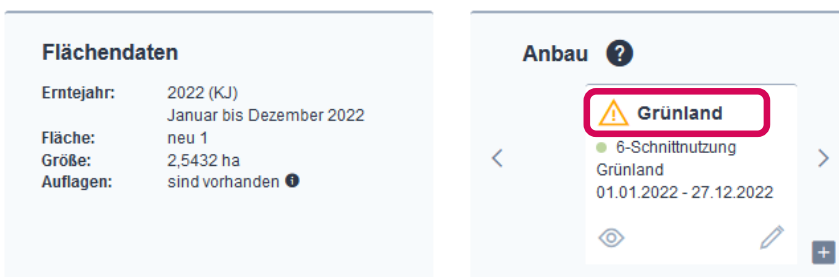 Flächendaten
Erntejahr: 2022 (KJ)
Januar bis Dezember 2022
Fläche: neu 1
Größe: 2,5432 ha
Auflagen: sind vorhanden
Anbau
Grünland
6-Schnittnutzung
Grünland
01.01.2022 - 27.12.2022